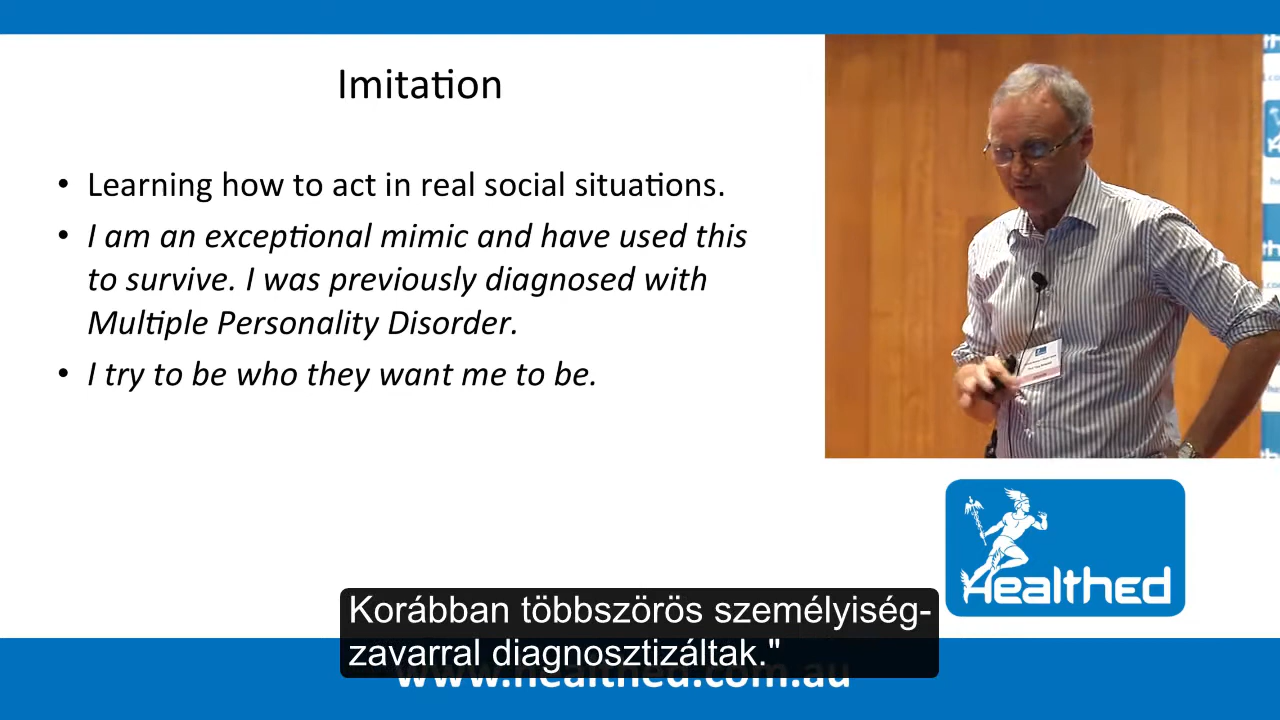 Imitation
• Learning how to act in real social situations.
• I am an exceptional mimic and have used this
to survive. I was previously diagnosed with
Multiple Personality Disorder.
• I try to be who they want me to be.
Healthed
Korábban többszörös személyiség-
zavarral diagnosztizáltak."
www.healthed.com.au